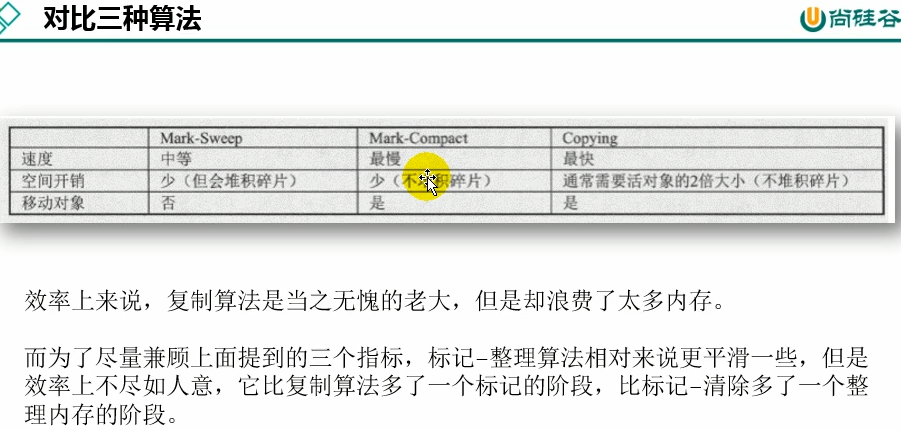 对比三种算法
尚硅谷
Mark-Sweep Mark-Compact Copying
速度 中等 最慢 最快
空间开销 少（但会堆积碎片） 少（不堆积碎片） 通常需要活对象的2倍大小（不堆积碎片）
移动对象 否 是 是
效率上来说，复制算法是当之无愧的老大，但是却浪费了太多内存。
而为了尽量兼顾上面提到的三个指标，标记-整理算法相对来说更平滑一些，但是
效率上不尽如人意，它比复制算法多了一个标记的阶段，比标记-清除多了一个整
理内存的阶段。